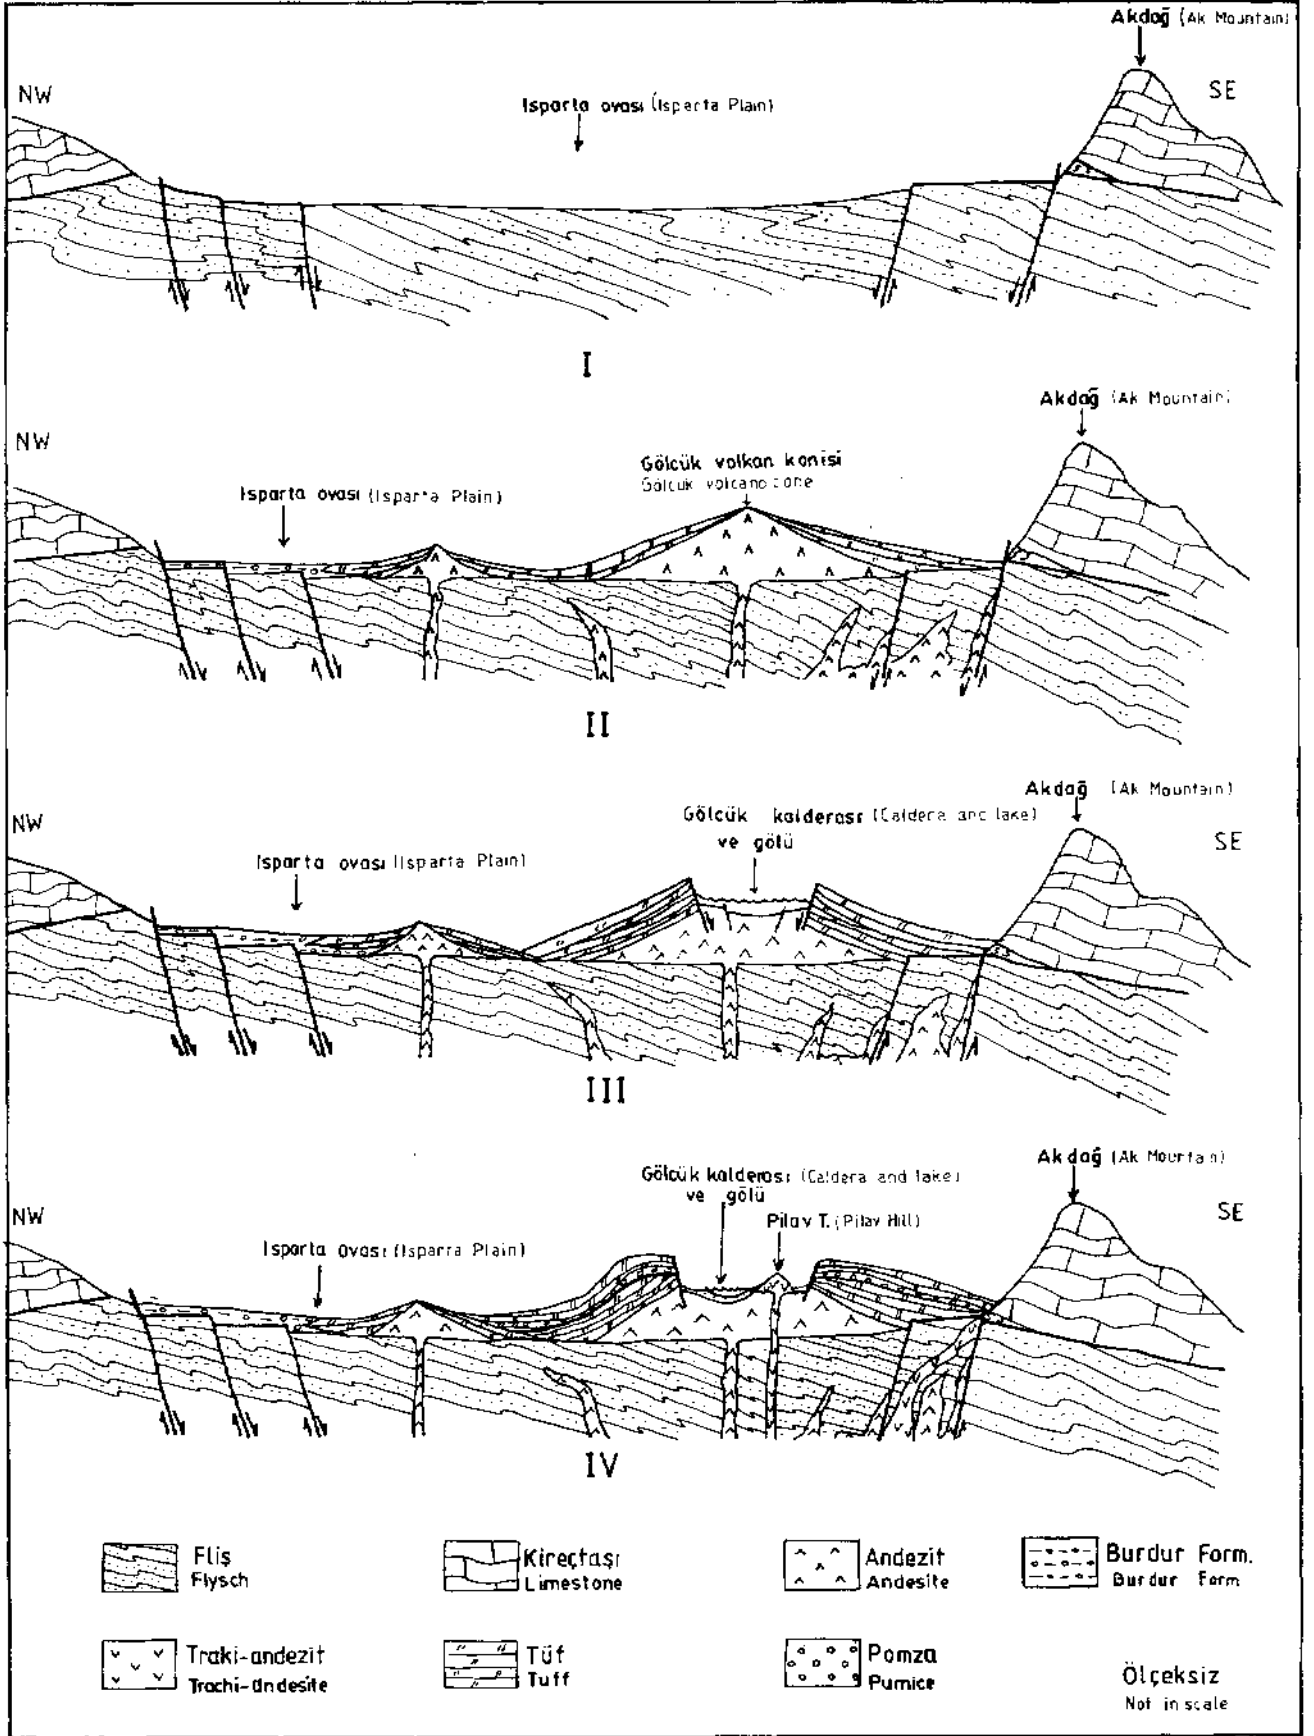 Akdağ (Ak Mountain)
NW
SE
Isparta ovası (Isparta Plain)
I
Akdağ (Ak Mountain)
NW
Gölcük volkan konisi
Gölcük volcano cone
Isparta ovası (Isparta Plain)
II
Akdağ (Ak Mountain)
NW
Gölcük kalderası (Caldera and lake)
ve gölü
SE
Isparta ovası (Isparta Plain)
III
Akdağ (Ak Mountain)
Gölcük kalderası (Caldera and lake)
ve gölü
NW
Pilav T. (Pilav Hill)
SE
Isparta ovası (Isparra Plain)
IV
Fliş
Flysch
Kireçtaşı
Limestone
Andezit
Andesite
Burdur Form.
Burdur Form
Traki-andezit
Trachi-andesite
Tüf
Tuff
Pomza
Pumice
Ölçeksiz
Not in scale